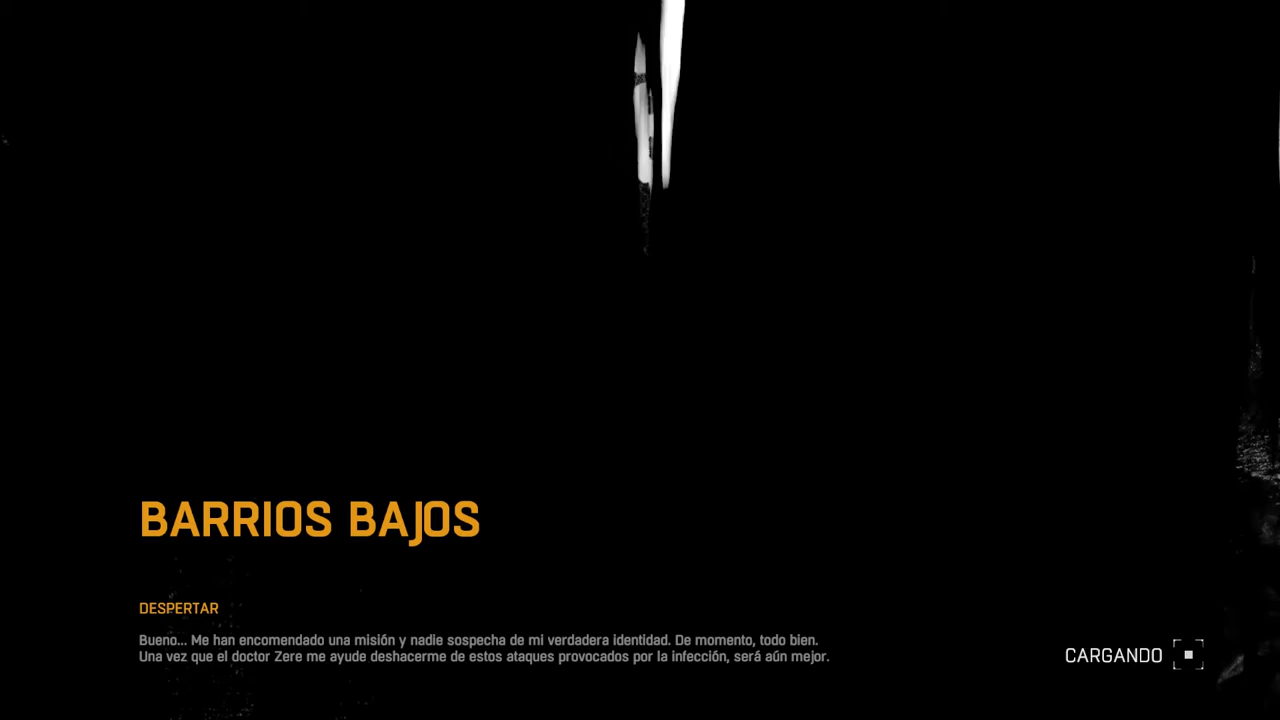 BARRIOS BAJOS
DESPERTAR
Bueno... Me han encomendado una misión y nadie sospecha de mi verdadera identidad. De momento, todo bien.
Una vez que el doctor Zere me ayude deshacerme de estos ataques provocados por la infección, será aún mejor.
CARGANDO